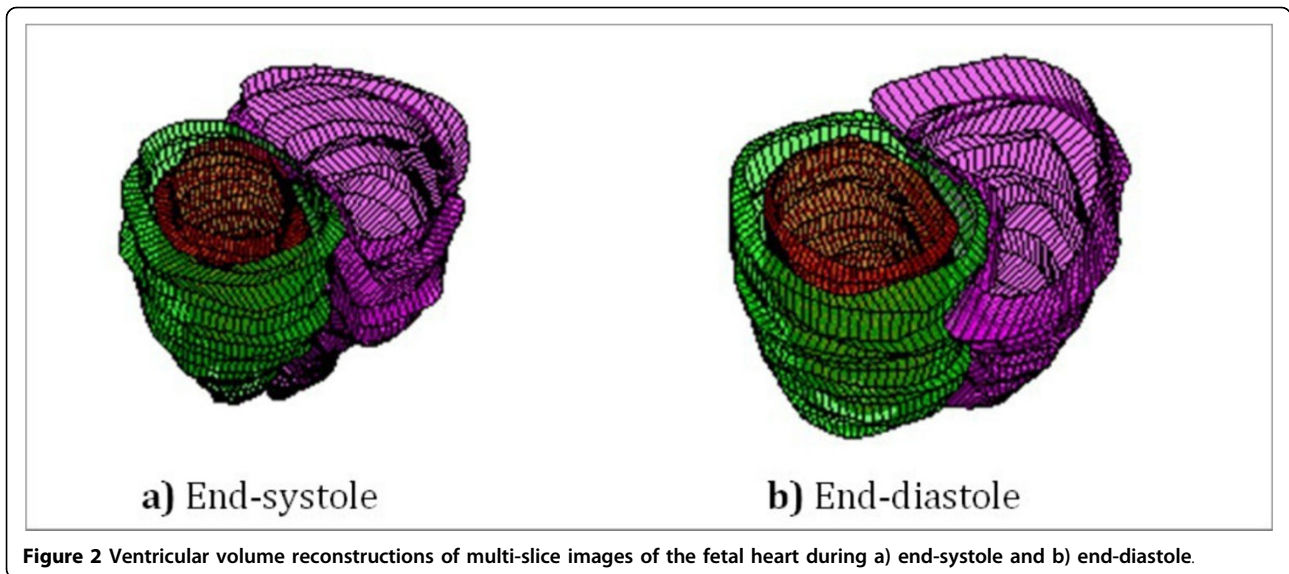 a) End-systole
b) End-diastole
Figure 2 Ventricular volume reconstructions of multi-slice images of the fetal heart during a) end-systole and b) end-diastole.